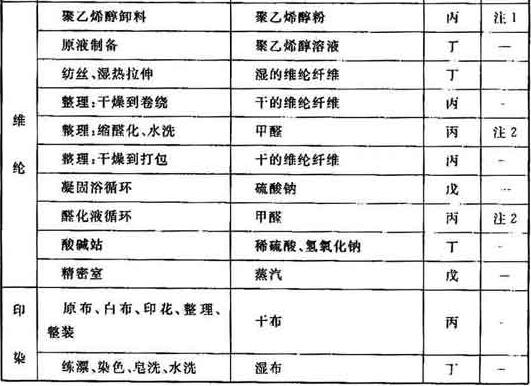 维纶
聚乙烯醇卸料 聚乙烯醇粉 丙 注1
原液制备 聚乙烯醇溶液 丁 —
纺丝、湿热拉伸 湿的维纶纤维 丁 -
整理:干燥到卷绕 干的维纶纤维 丙 -
整理:缩醛化、水洗 甲醛 丙 注2
整理:干燥到打包 干的维纶纤维 丙 -
凝固浴循环 硫酸钠 戊 -
醛化液循环 甲醛 丙 注2
酸碱站 稀硫酸、氢氧化钠 丁 -
精密室 蒸汽 戊 —
印染
原布、白布、印花、整理、
整装 干布 丙 -
练漂、染色、皂洗、水洗 湿布 丁 -